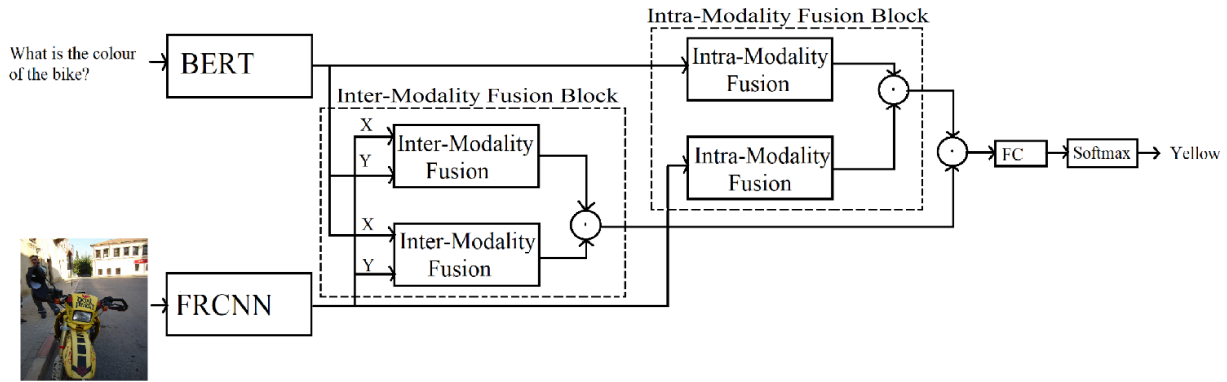 What is the colour
of the bike?
BERT
Intra-Modality Fusion Block
Intra-Modality
Fusion
Inter-Modality Fusion Block
X
Inter-Modality
Y
Fusion
Intra-Modality
Fusion
FC
Softmax
Yellow
X
Inter-Modality
Y
Fusion
FRCNN